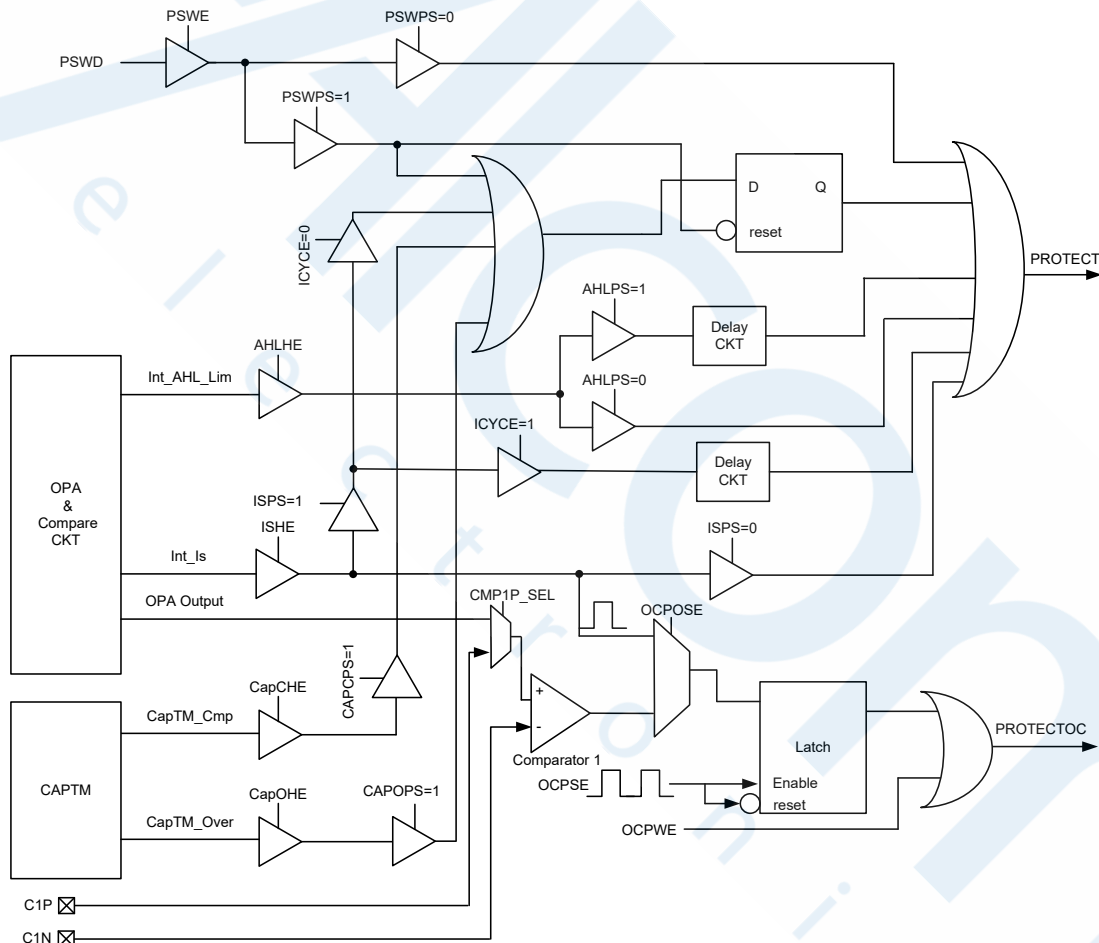 PSWE
PSWPS=0
PSWD
PSWPS=1
D
Q
reset
ICYCE=0
PROTECT
AHLPS=1
Delay
CKT
AHLHE
Int_AHL_Lim
AHLPS=0
ICYCE=1
Delay
CKT
OPA
&
Compare
CKT
ISPS=1
ISHE
Int_Is
ISPS=0
OPA Output
CMP1P_SEL
OCPOSE
CAPCPS=1
CapCHE
CapTM_Cmp
+
-
Comparator 1
PROTECTOC
Latch
CAPTM
OCPSE
Enable
reset
CapOHE
CAPOPS=1
CapTM_Over
OCPWE
C1P
C1N
electroni